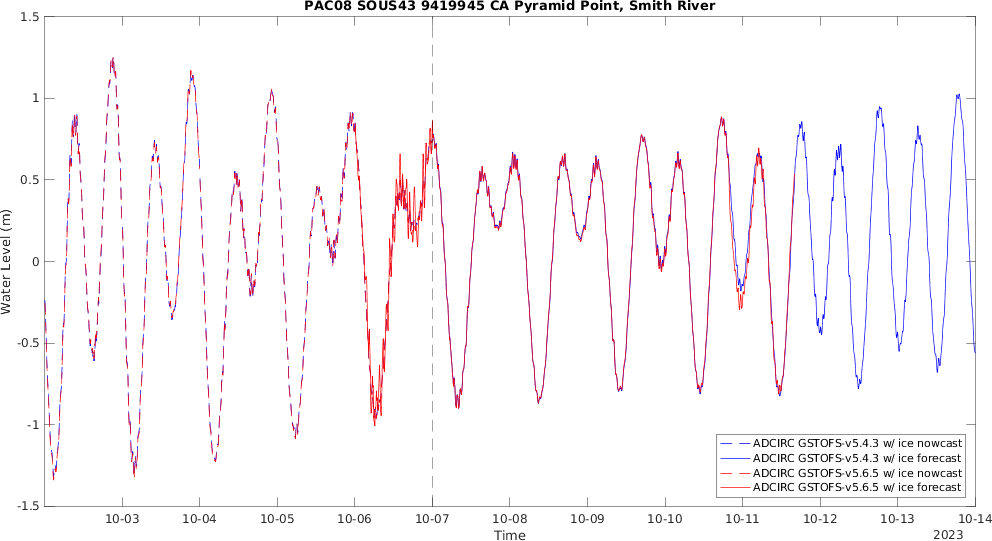 PAC08 SOUS43 9419945 CA Pyramid Point, Smith River
1.5
1
0.5
0
-0.5
-1
-1.5
Water Level (m)
10-03 10-04 10-05 10-06 10-07 10-08 10-09 10-10 10-11 10-12 10-13 10-14
2023
Time
ADCIRC GSTOFS-v5.4.3 w/ ice nowcast
ADCIRC GSTOFS-v5.4.3 w/ ice forecast
ADCIRC GSTOFS-v5.6.5 w/ ice nowcast
ADCIRC GSTOFS-v5.6.5 w/ ice forecast